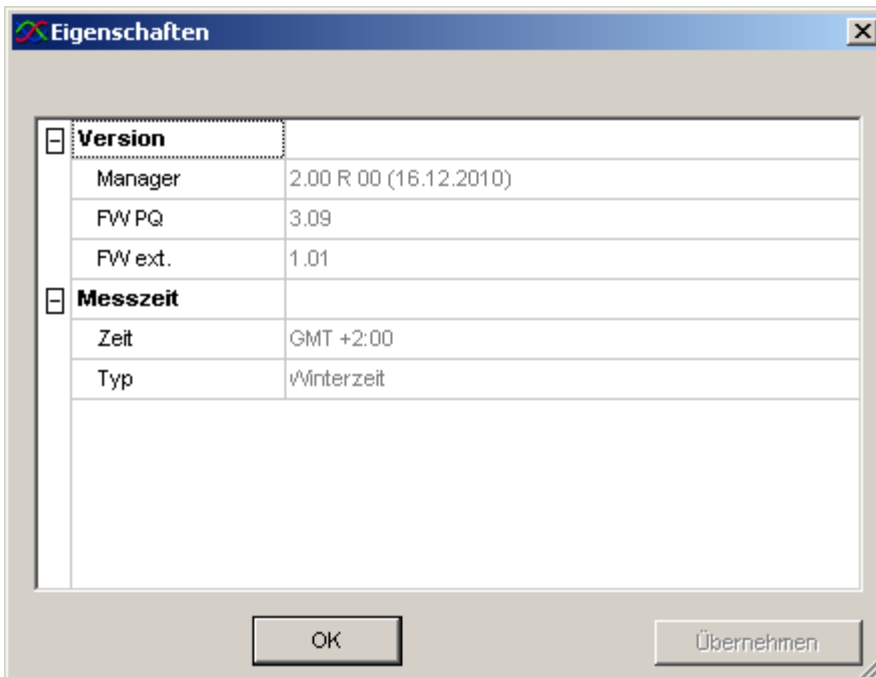 Eigenschaften
Version
Manager 2.00 R 00 (16.12.2010)
FW PQ 3.09
FW ext. 1.01
Messzeit
Zeit GMT +2:00
Typ Winterzeit
OK Übernehmen